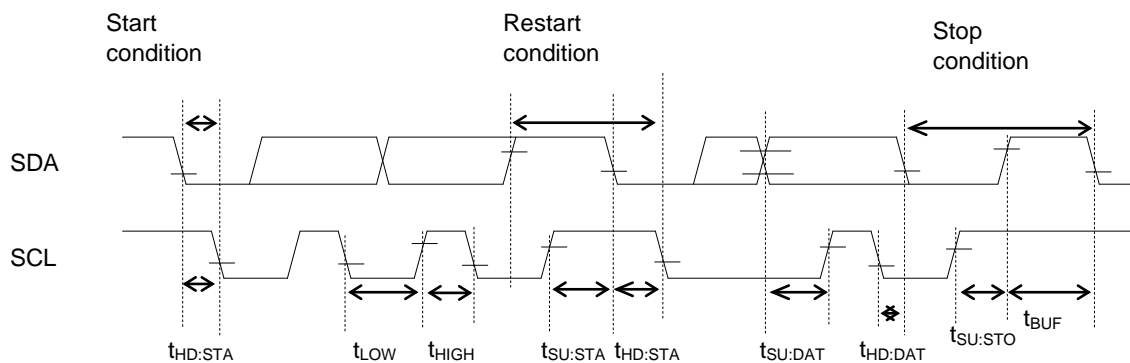 Start
condition
Restart
condition
Stop
condition
SDA
SCL
tHD:STA
tLOW
tHIGH
tSU:STA
tHD:STA
tSU:DAT
tHD:DAT
tSU:STO
tBUF